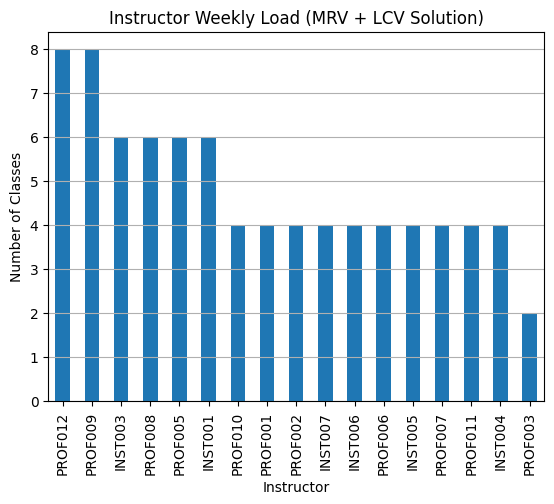 Instructor Weekly Load (MRV + LCV Solution)
Number of Classes
8
7
6
5
4
3
2
1
0
PROF012
PROF009
INST003
PROF008
PROF005
INST001
PROF010
PROF001
PROF002
INST007
INST006
PROF006
INST005
PROF007
PROF011
INST004
PROF003
Instructor